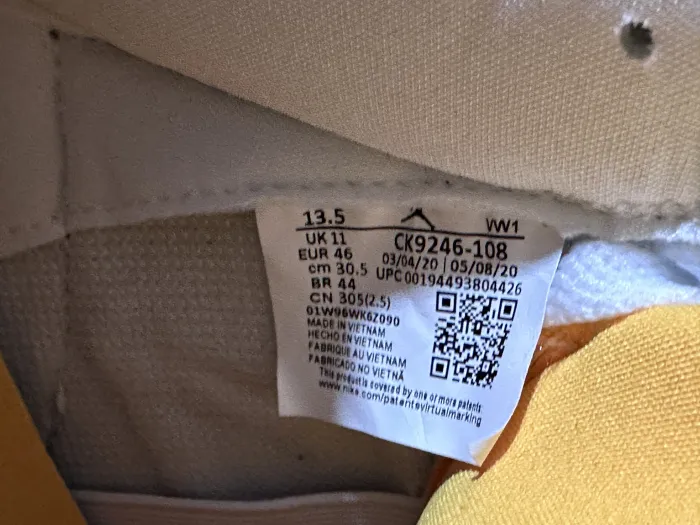 13.5 VW1
UK 11 CK9246-108
EUR 46 03/04/20 | 05/08/20
cm 30.5 UPC 00194493804426
BR 44
CN 305(2.5)
01W96WK6Z090
MADE IN VIETNAM
HECHO EN VIETNAM
FABRIQUE AU VIETNAM
FABRICADO NO VIETNÃ
This product is covered by one or more patents:
www.nike.com/patentsvirtualmarking